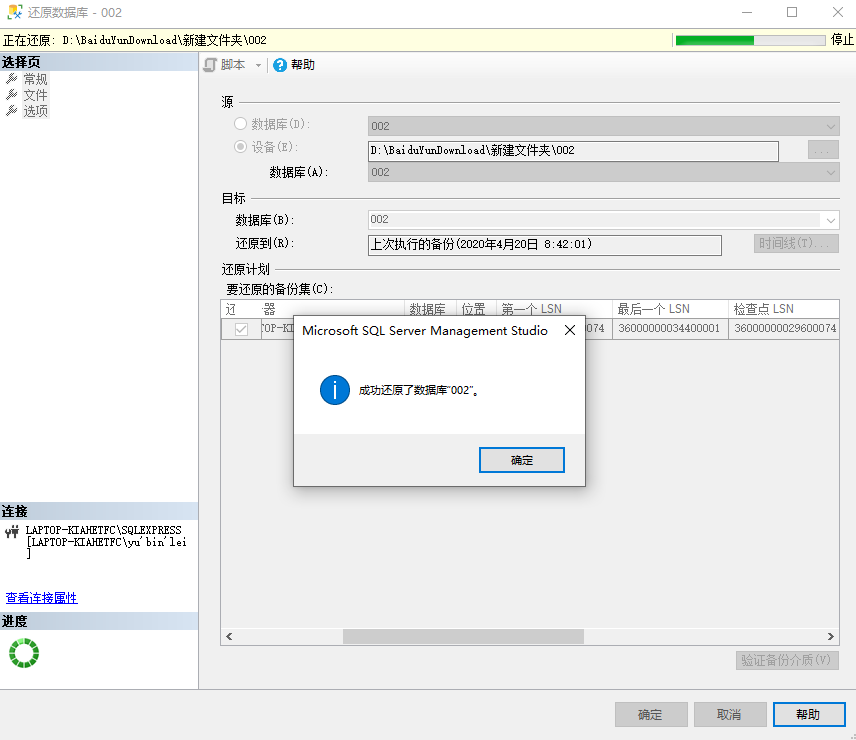 还原数据库 - 002
正在还原: D:\BaiduYunDownload\新建文件夹\002
停止
选择页
常规
文件
选项
脚本
帮助
源
数据库(D):
002
设备(E):
D:\BaiduYunDownload\新建文件夹\002
...
数据库(A):
002
目标
数据库(B):
002
还原到(R):
上次执行的备份(2020年4月20日 8:42:01)
时间线(T)...
还原计划
要还原的备份集(C):
还 器 数据库 位置 第一个 LSN 最后一个 LSN 检查点 LSN
TOP-KI 074 36000000034400001 36000000029600074
Microsoft SQL Server Management Studio
成功还原了数据库"002"。
确定
连接
LAPTOP-KIAHETFC\SQLEXPRESS
[LAPTOP-KIAHETFC\yu'bin'lei
]
查看连接属性
进度
验证备份介质(V)
确定
取消
帮助